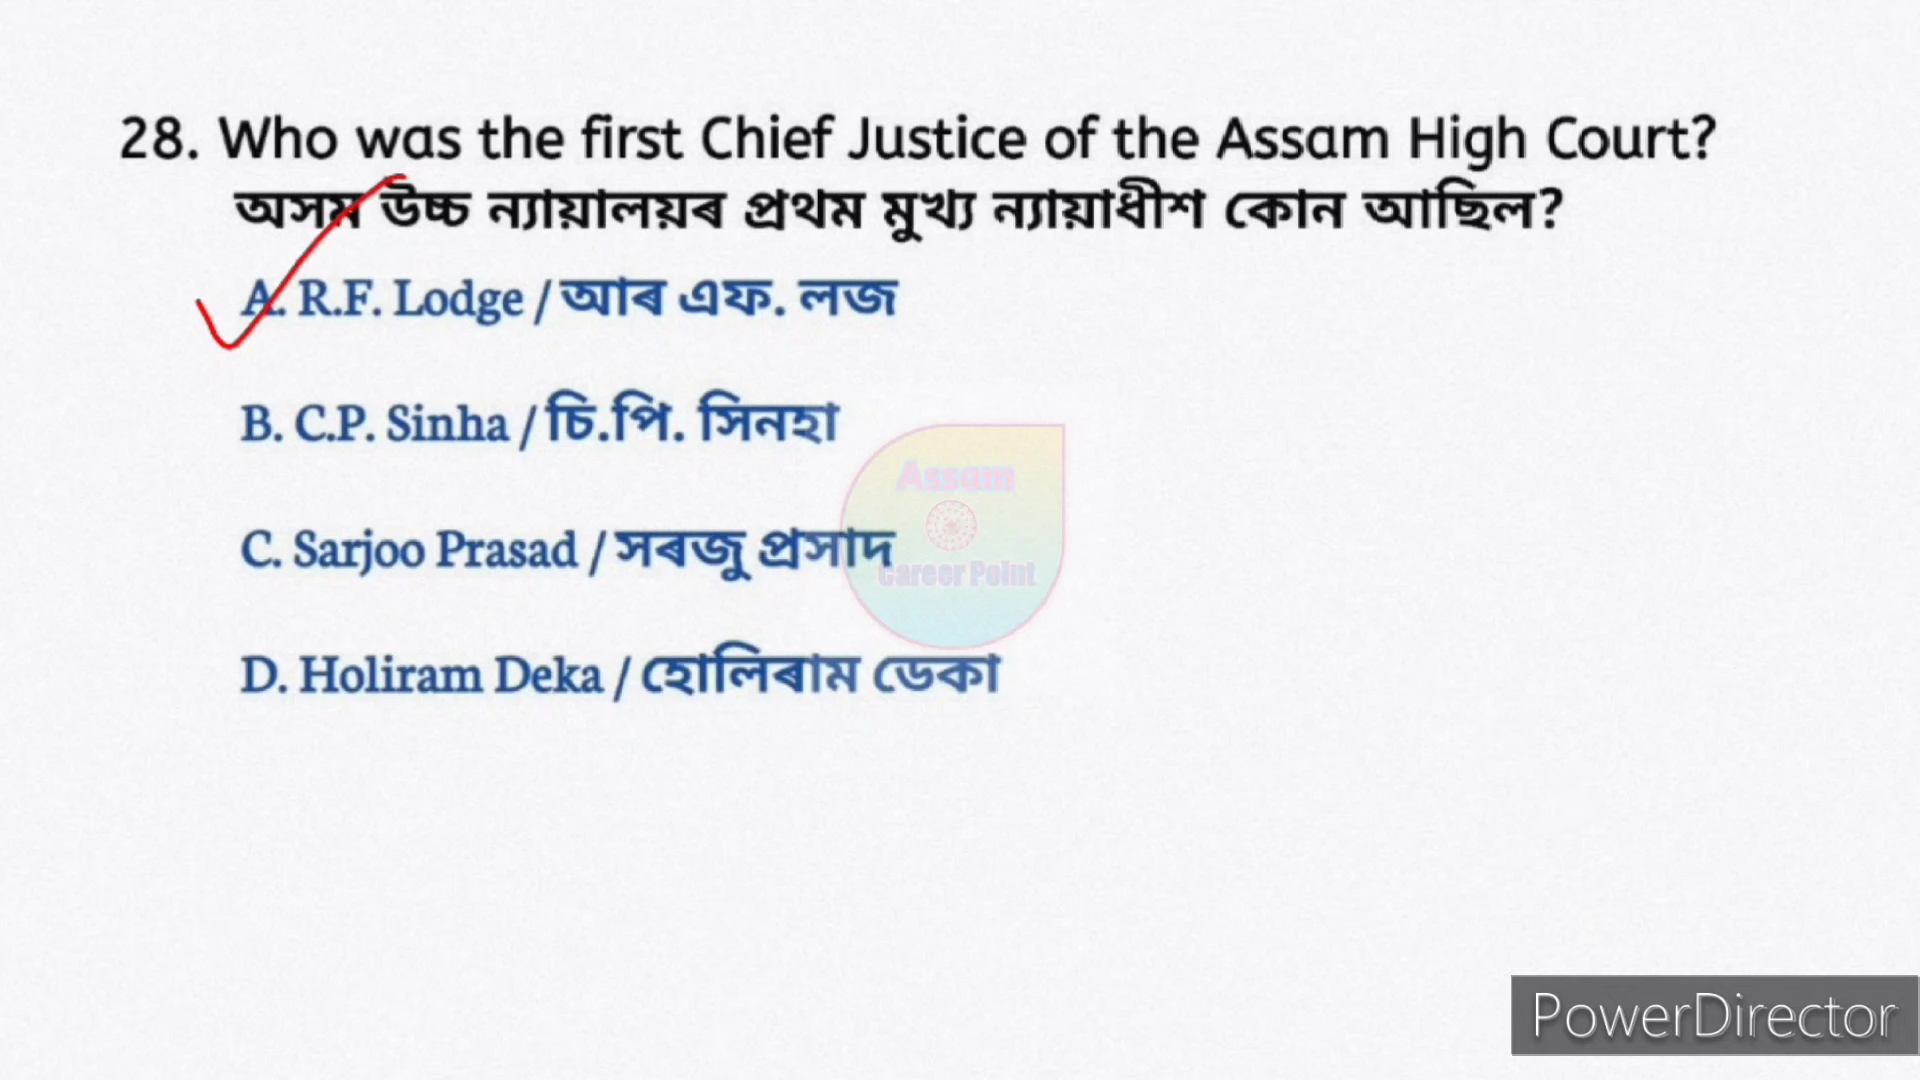 28. Who was the first Chief Justice of the Assam High Court?
অসম উচ্চ ন্যায়ালয়ৰ প্ৰথম মুখ্য ন্যায়াধীশ কোন আছিল?
A. R.F. Lodge / আৰ এফ. লজ
B. C.P. Sinha / চি.পি. সিনহা
C. Sarjoo Prasad / সৰজু প্ৰসাদ
D. Holiram Deka / হোলিৰাম ডেকা
Assam
Career Point
PowerDirector